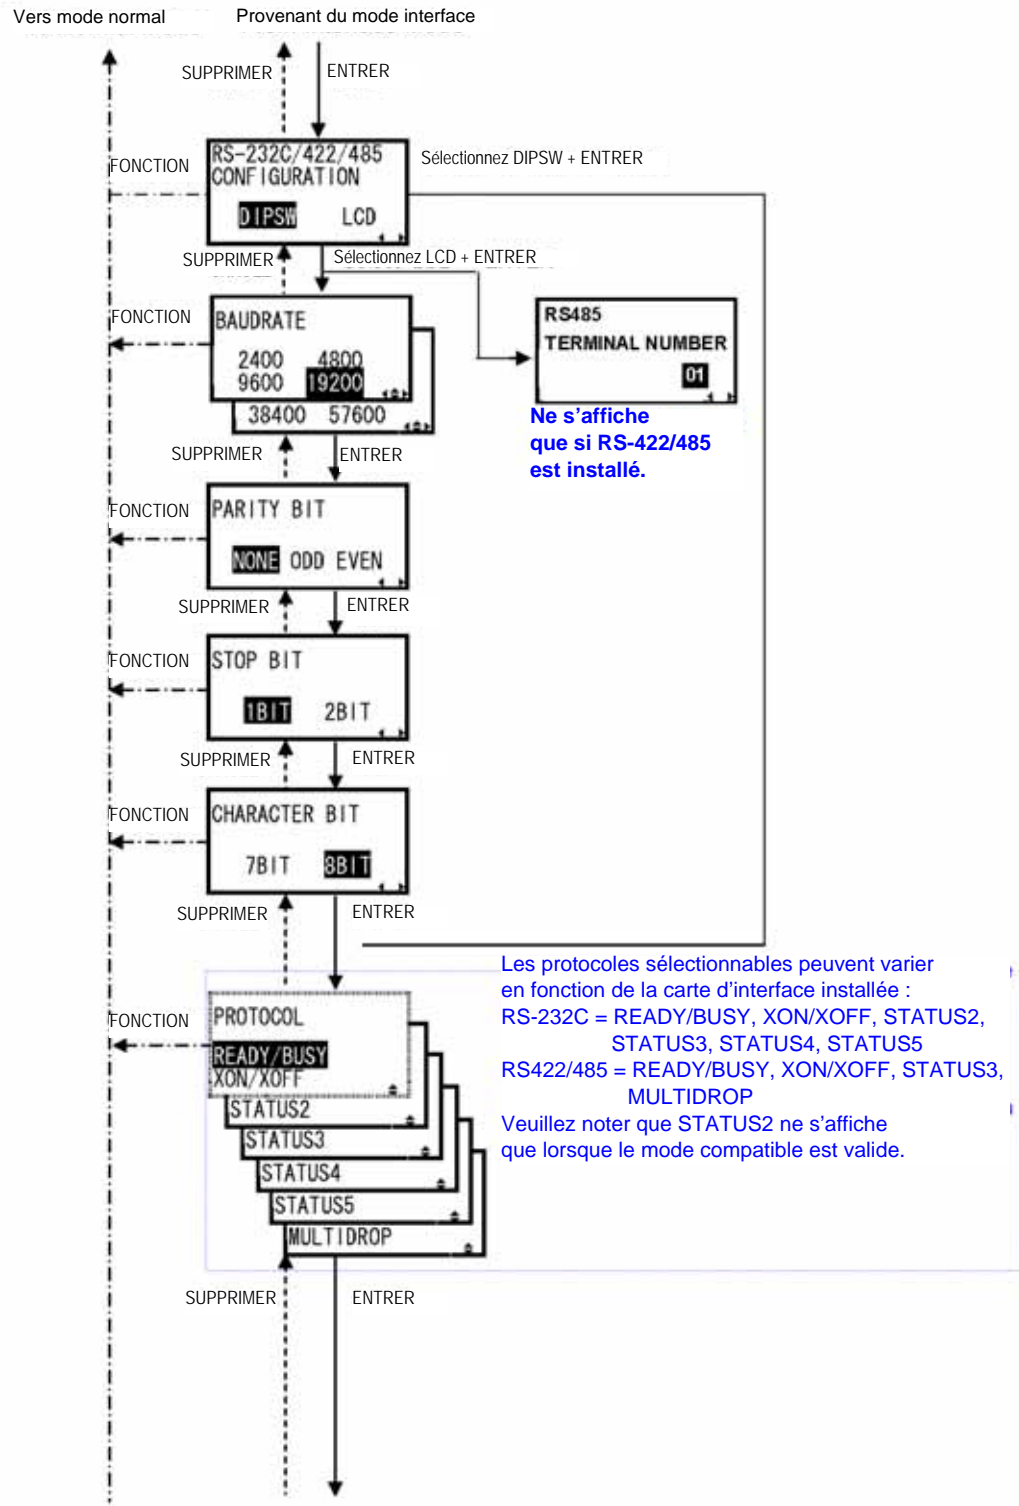 Vers mode normal
Provenant du mode interface
SUPPRIMER
ENTRER
FONCTION
RS-232C/422/485
CONFIGURATION
DIPSW LCD
Sélectionnez DIPSW + ENTRER
SUPPRIMER
Sélectionnez LCD + ENTRER
FONCTION
BAUDRATE
2400 4800
9600 19200
38400 57600
RS485
TERMINAL NUMBER
01
Ne s’affiche
que si RS-422/485
est installé.
SUPPRIMER
ENTRER
FONCTION
PARITY BIT
NONE ODD EVEN
SUPPRIMER
ENTRER
FONCTION
STOP BIT
1BIT 2BIT
SUPPRIMER
ENTRER
FONCTION
CHARACTER BIT
7BIT 8BIT
SUPPRIMER
ENTRER
Les protocoles sélectionnables peuvent varier
en fonction de la carte d’interface installée :
RS-232C = READY/BUSY, XON/XOFF, STATUS2,
STATUS3, STATUS4, STATUS5
RS422/485 = READY/BUSY, XON/XOFF, STATUS3,
MULTIDROP
Veuillez noter que STATUS2 ne s’affiche
que lorsque le mode compatible est valide.
FONCTION
PROTOCOL
READY/BUSY
XON/XOFF
STATUS2
STATUS3
STATUS4
STATUS5
MULTIDROP
SUPPRIMER
ENTRER